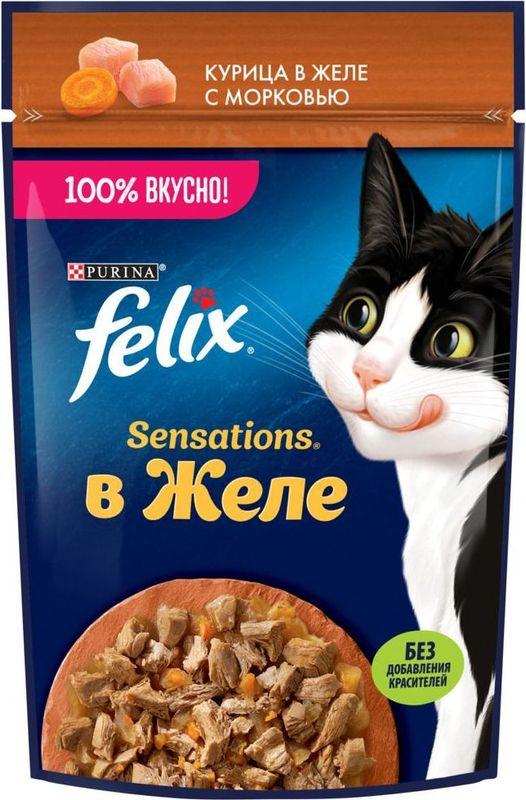 КУРИЦА В ЖЕЛЕ
С МОРКОВЬЮ
100% ВКУСНО!
PURINA®
felix®
Sensations®
в Желе
БЕЗ
ДОБАВЛЕНИЯ
КРАСИТЕЛЕЙ